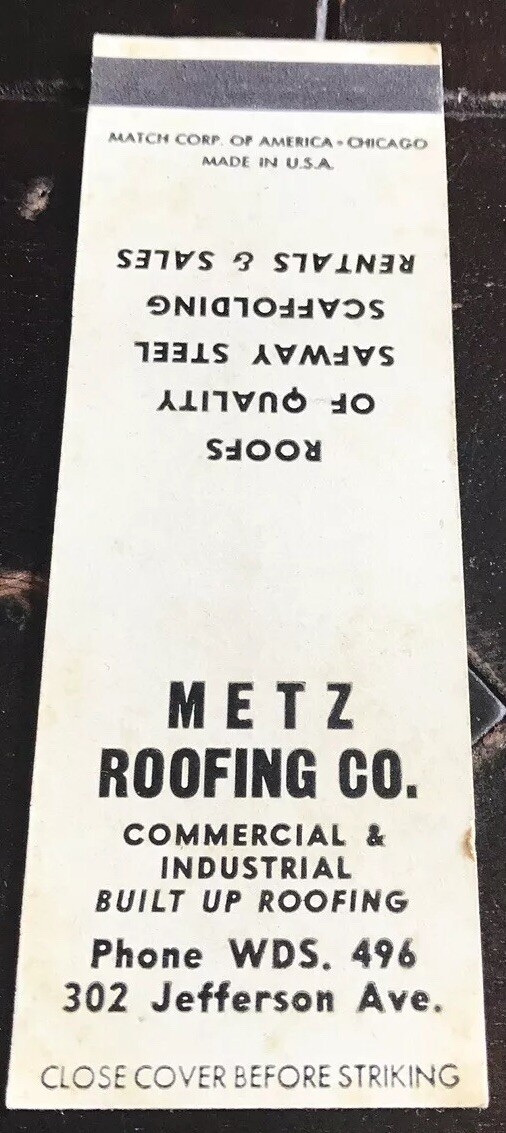 MATCH CORP. OF AMERICA - CHICAGO
MADE IN U.S.A.
ROOFS
OF QUALITY
SAFWAY STEEL
SCAFFOLDING
RENTALS & SALES
METZ
ROOFING CO.
COMMERCIAL &
INDUSTRIAL
BUILT UP ROOFING
Phone WDS. 496
302 Jefferson Ave.
CLOSE COVER BEFORE STRIKING